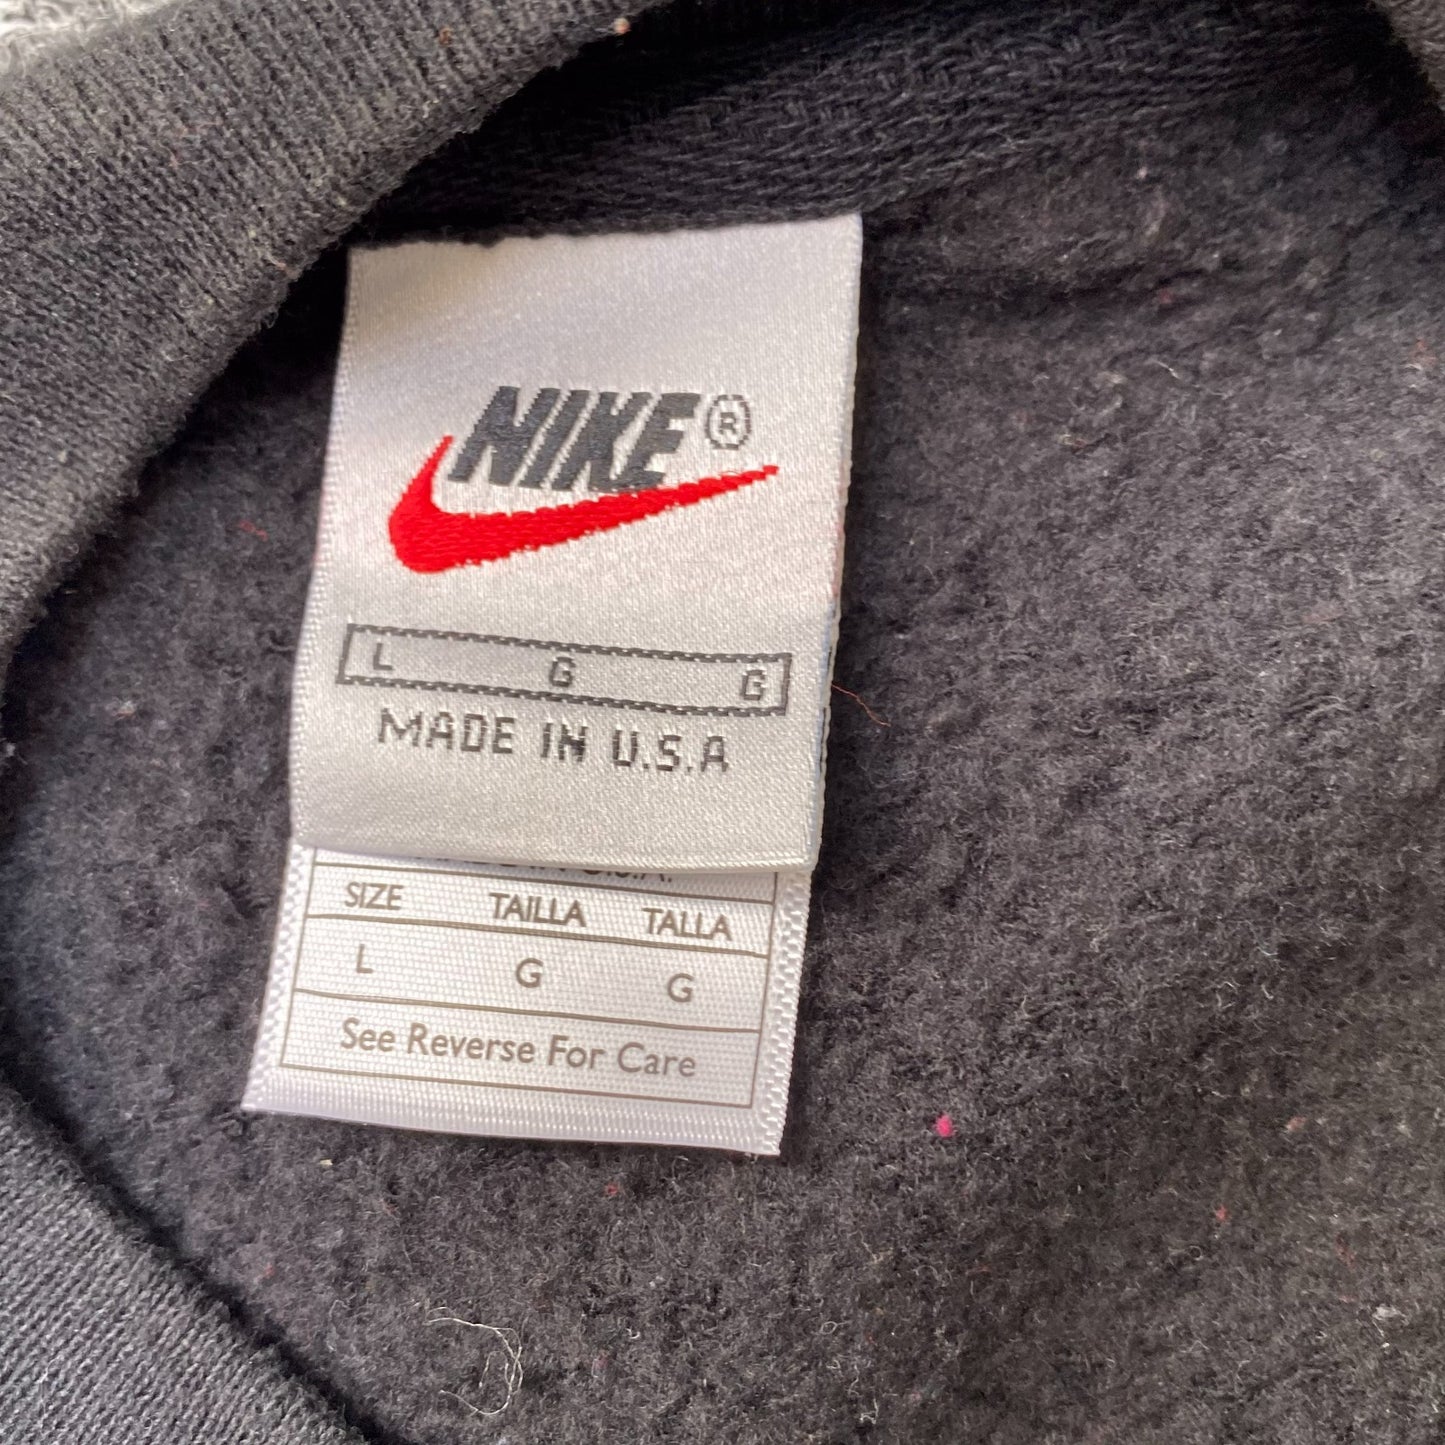 NIKE®
L G G
MADE IN U.S.A
U.S.A.
SIZE TAILLA TALLA
L G G
See Reverse For Care